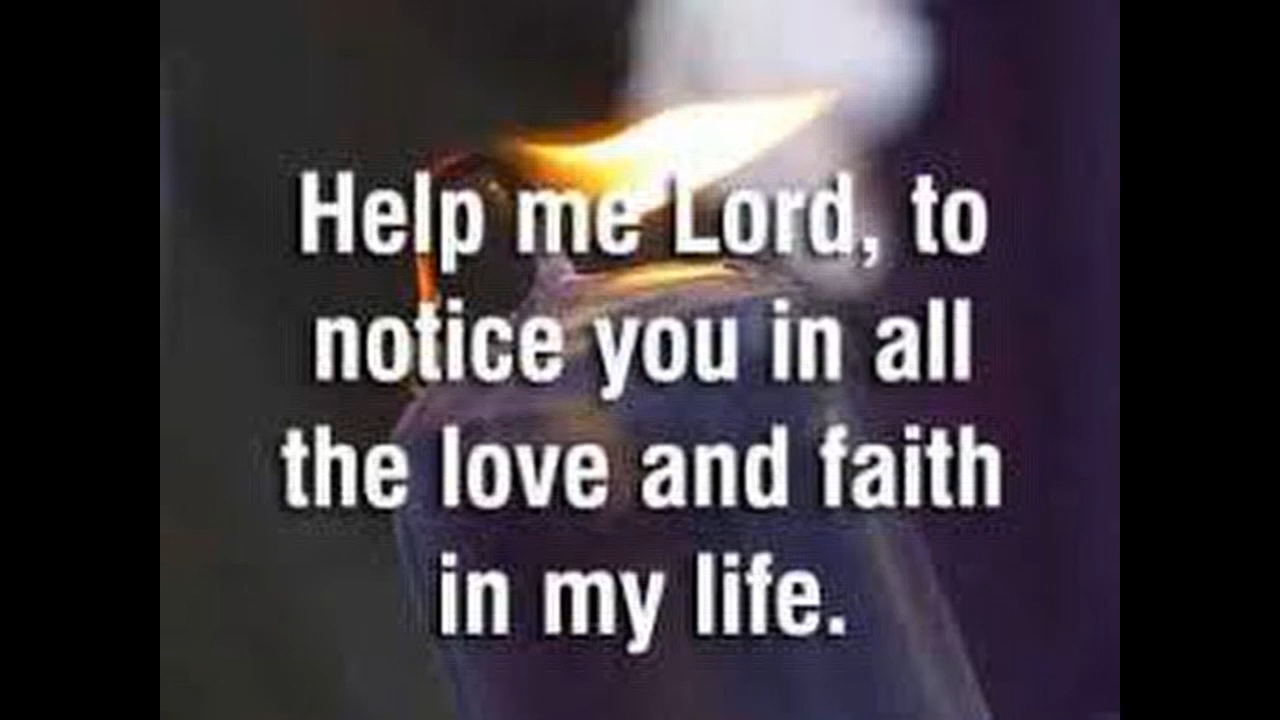 Help me Lord, to
notice you in all
the love and faith
in my life.